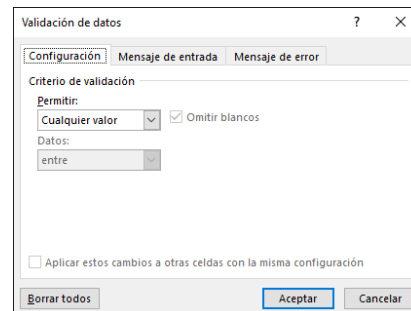 Validación de datos ? ×
Configuración Mensaje de entrada Mensaje de error
Criterio de validación
Permitir:
Cualquier valor Omitir blancos
Datos:
entre
Aplicar estos cambios a otras celdas con la misma configuración
Borrar todos Aceptar Cancelar